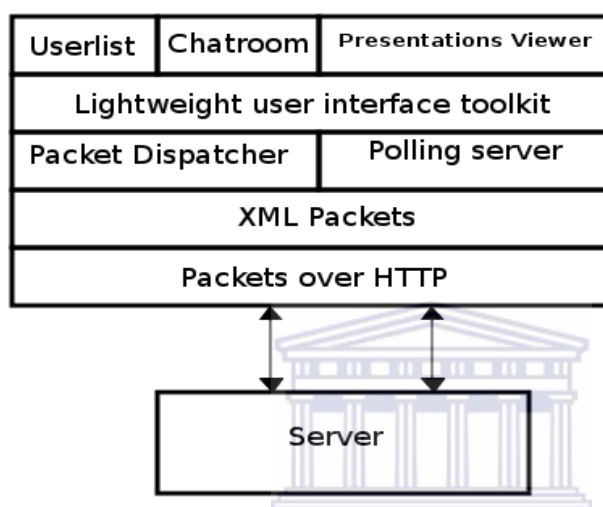 Userlist Chatroom Presentations Viewer
Lightweight user interface toolkit
Packet Dispatcher Polling server
XML Packets
Packets over HTTP
Server